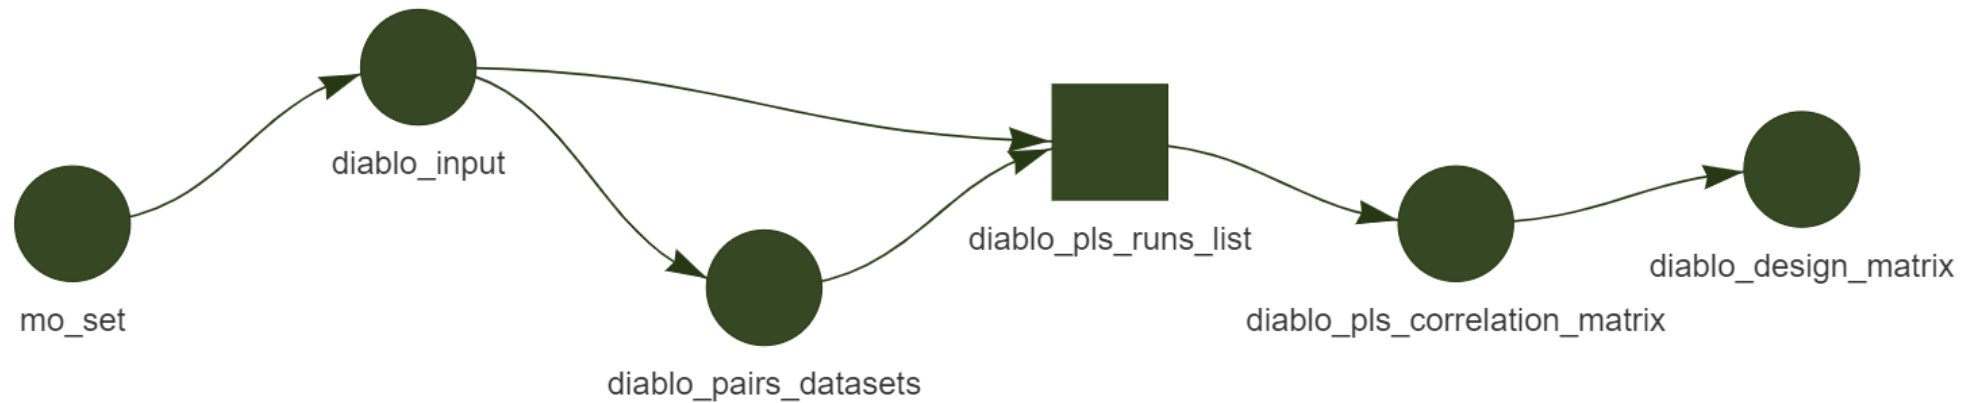 mo_set
diablo_input
diablo_pairs_datasets
diablo_pls_runs_list
diablo_pls_correlation_matrix
diablo_design_matrix